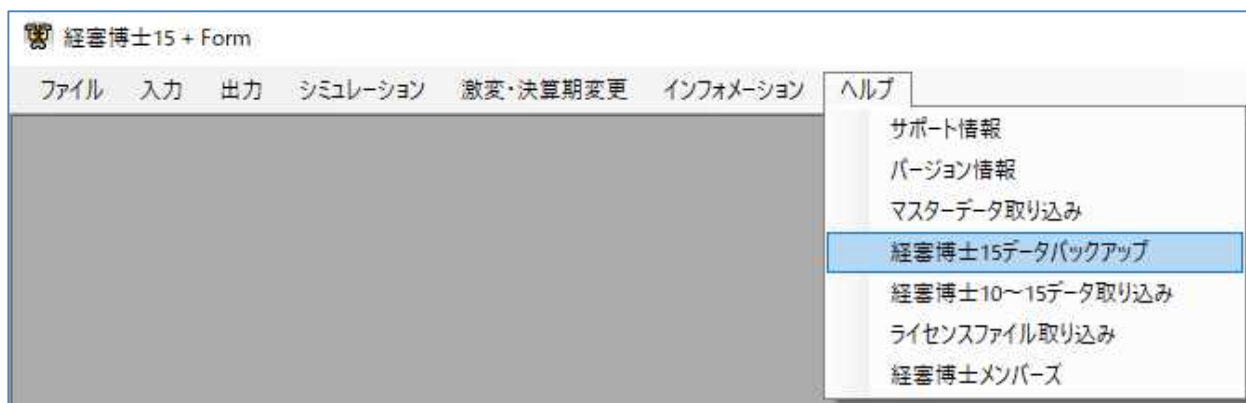 経審博士15 + Form
ファイル 入力 出力 シミュレーション 激変・決算期変更 インフォメーション ヘルプ
サポート情報
バージョン情報
マスターデータ取り込み
経審博士15データバックアップ
経審博士10～15データ取り込み
ライセンスファイル取り込み
経審博士メンバーズ